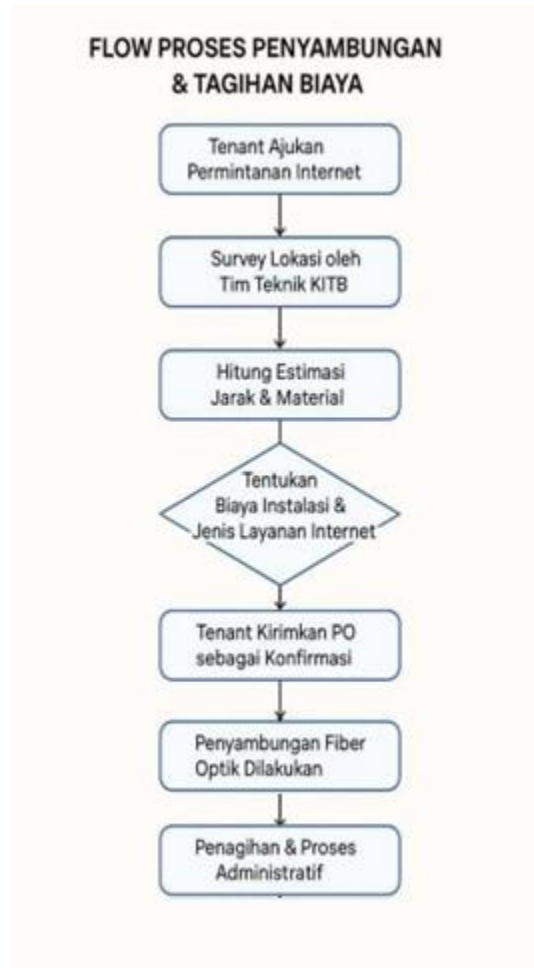 FLOW PROSES PENYAMBUNGAN
& TAGIHAN BIAYA
Tenant Ajukan
Permintanan Internet
Survey Lokasi oleh
Tim Teknik KITB
Hitung Estimasi
Jarak & Material
Tentukan
Biaya Instalasi &
Jenis Layanan Internet
Tenant Kirimkan PO
sebagai Konfirmasi
Penyambungan Fiber
Optik Dilakukan
Penagihan & Proses
Administratif